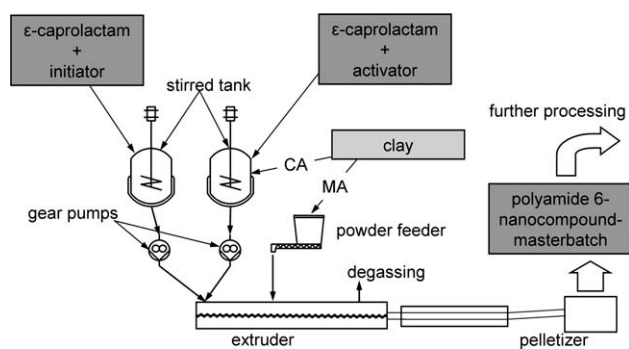 ε-caprolactam
+
initiator
ε-caprolactam
+
activator
stirred tank
further processing
clay
CA
MA
gear pumps
powder feeder
polyamide 6-
nanocompound-
masterbatch
degassing
extruder
pelletizer